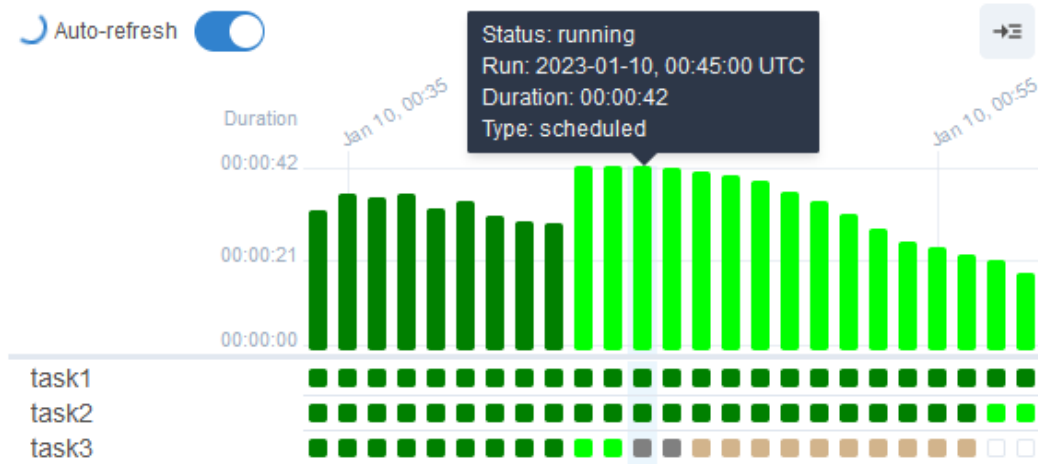 Auto-refresh
Status: running
Run: 2023-01-10, 00:45:00 UTC
Duration: 00:00:42
Type: scheduled
Duration
Jan 10, 00:35
Jan 10, 00:55
00:00:42
00:00:21
00:00:00
task1
task2
task3